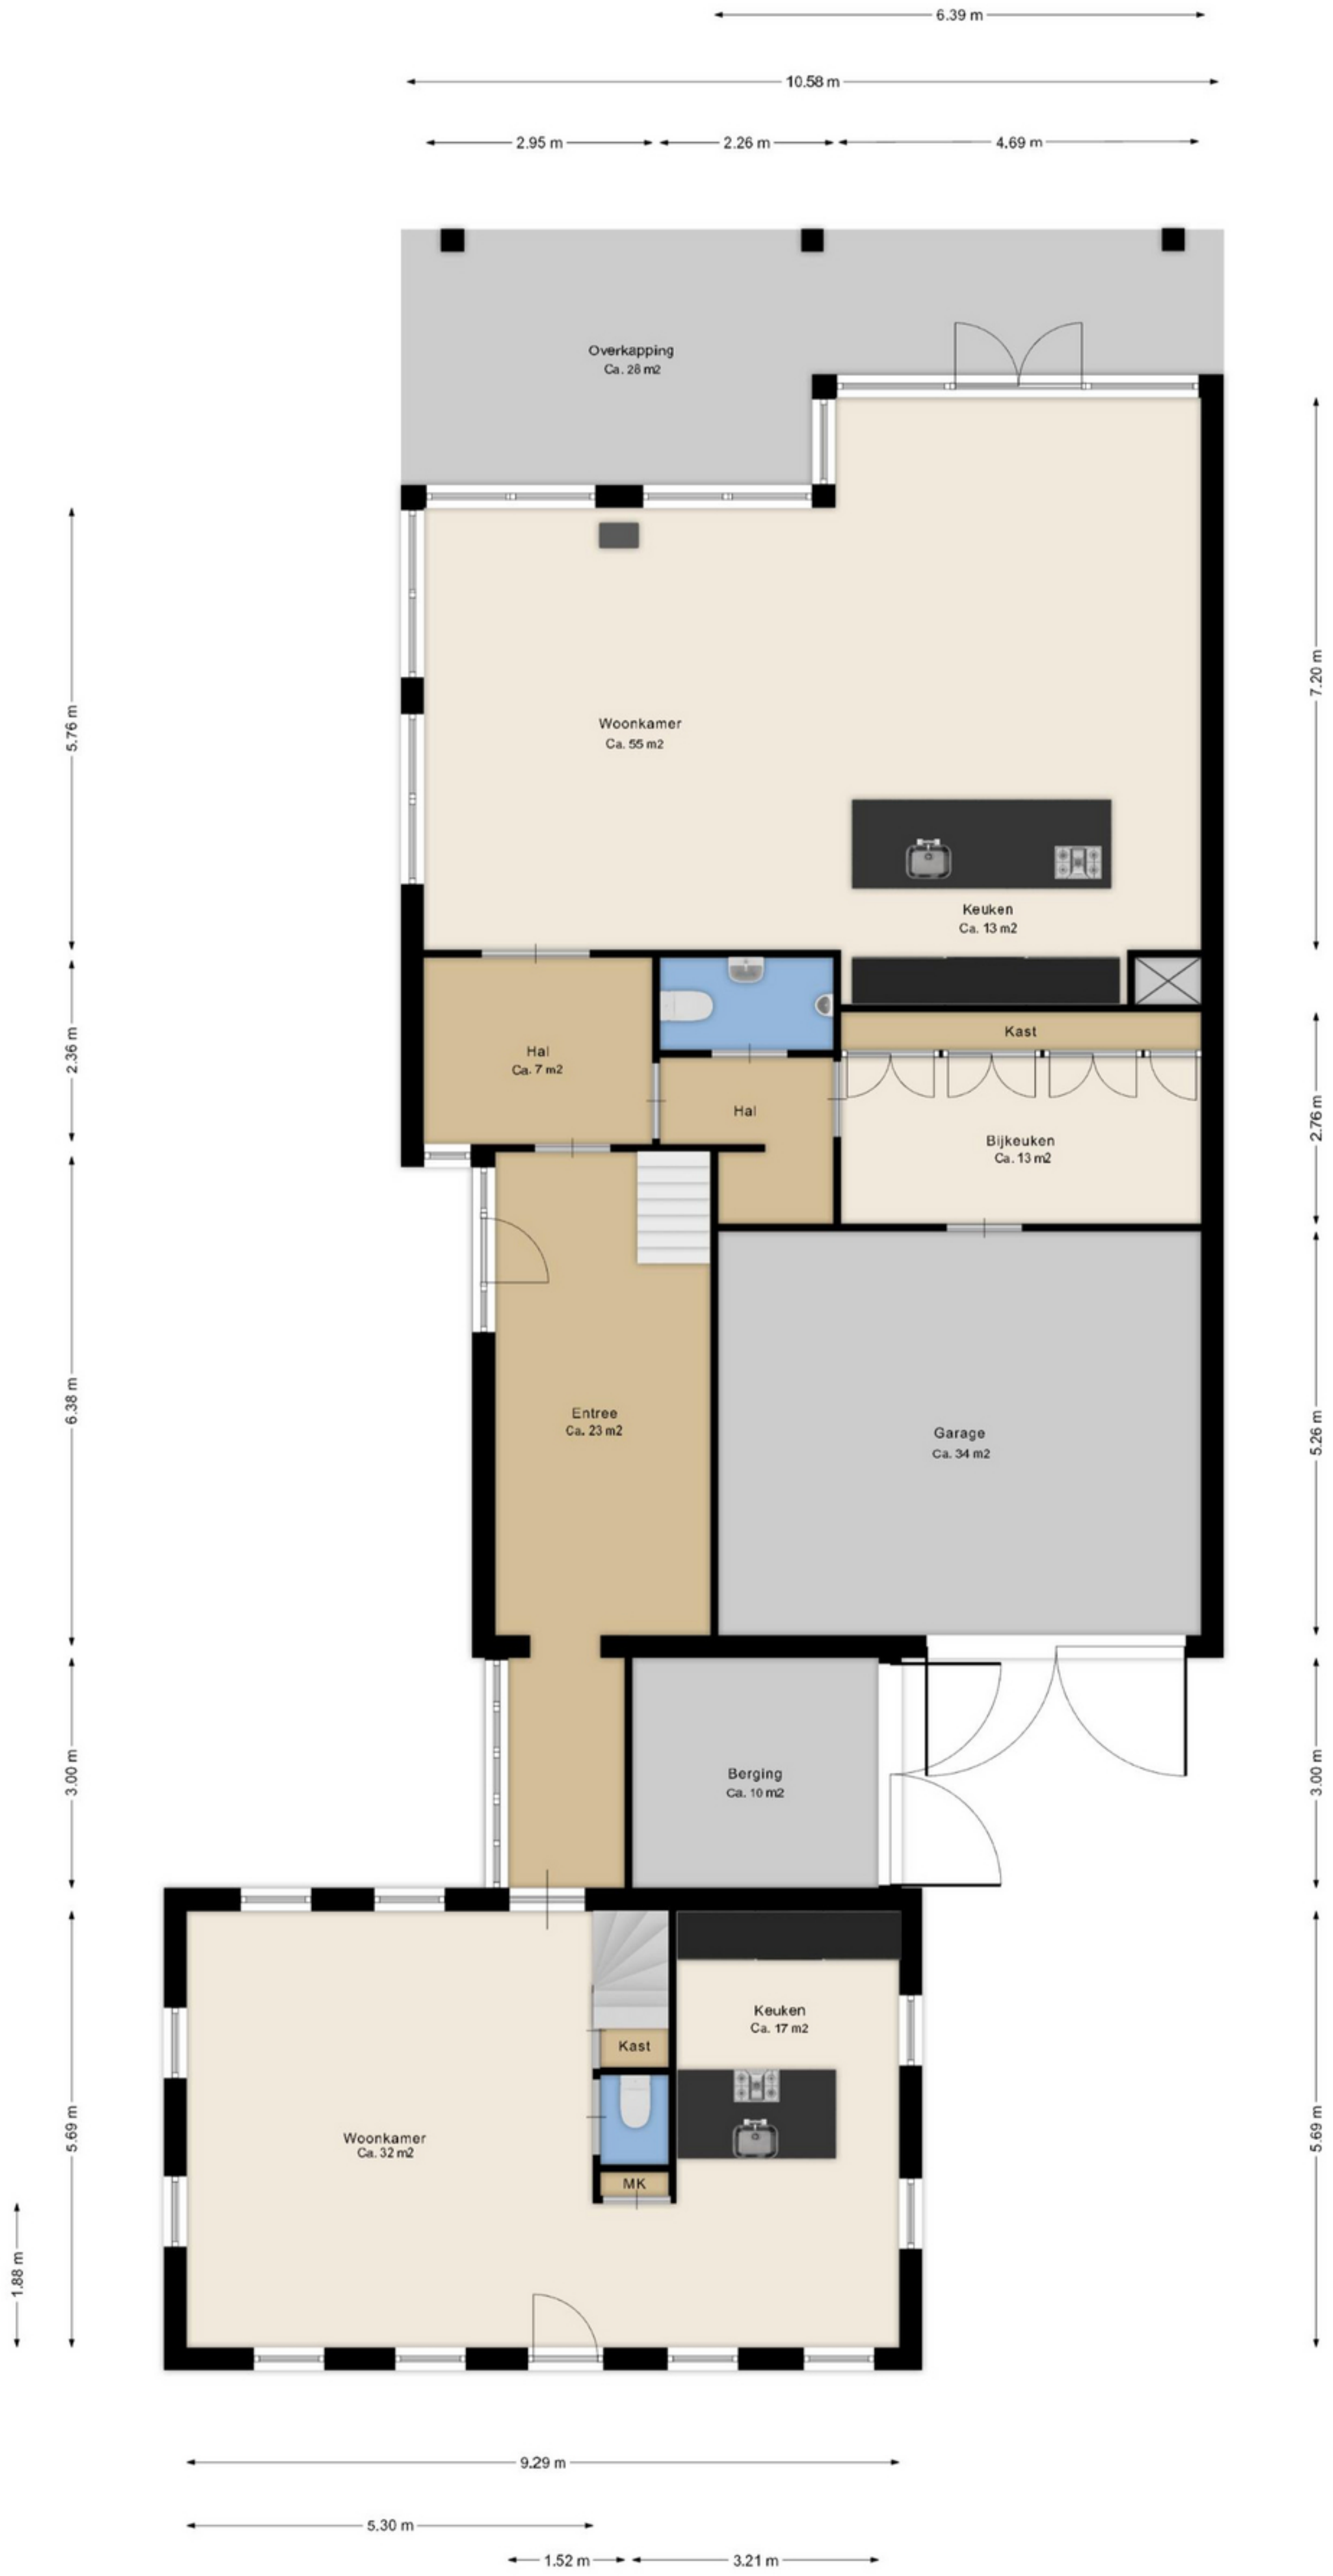 6.39 m
10.58 m
2.95 m
2.26 m
4.69 m
Overkapping
Ca. 28 m2
5.76 m
7.20 m
Woonkamer
Ca. 55 m2
Keuken
Ca. 13 m2
2.36 m
Hal
Ca. 7 m2
Kast
Hal
Bijkeuken
Ca. 13 m2
2.76 m
6.38 m
Entree
Ca. 23 m2
Garage
Ca. 34 m2
5.26 m
3.00 m
Berging
Ca. 10 m2
3.00 m
Keuken
Ca. 17 m2
Kast
5.69 m
Woonkamer
Ca. 32 m2
5.69 m
MK
1.88 m
9.29 m
5.30 m
1.52 m
3.21 m